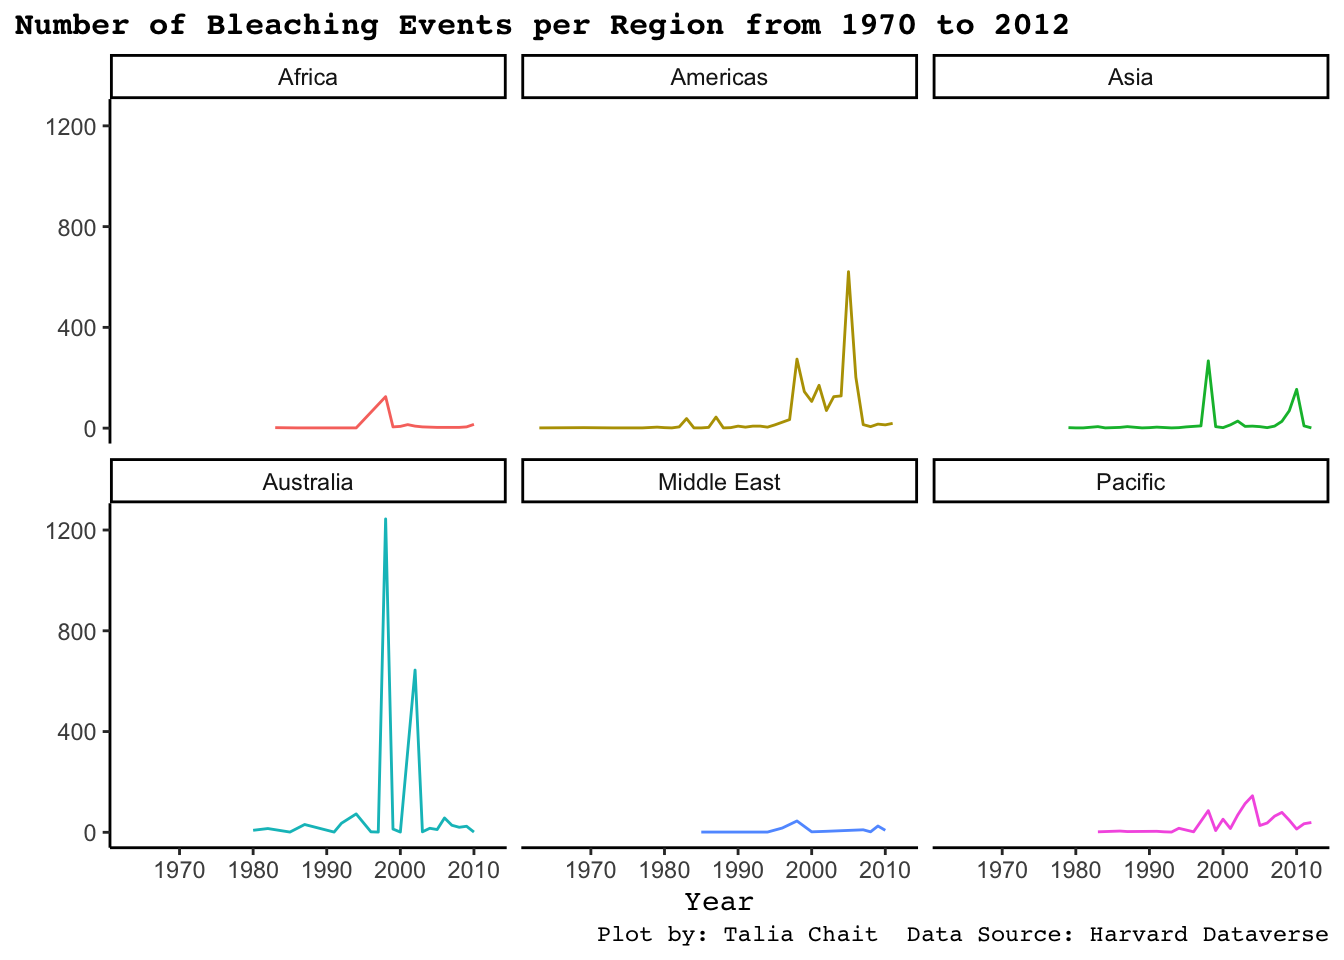 Number of Bleaching Events per Region from 1970 to 2012
Africa Americas Asia
1200
800
400
0
Australia Middle East Pacific
1200
800
400
0
1970 1980 1990 2000 2010 1970 1980 1990 2000 2010 1970 1980 1990 2000 2010
Year
Plot by: Talia Chait  Data Source: Harvard Dataverse